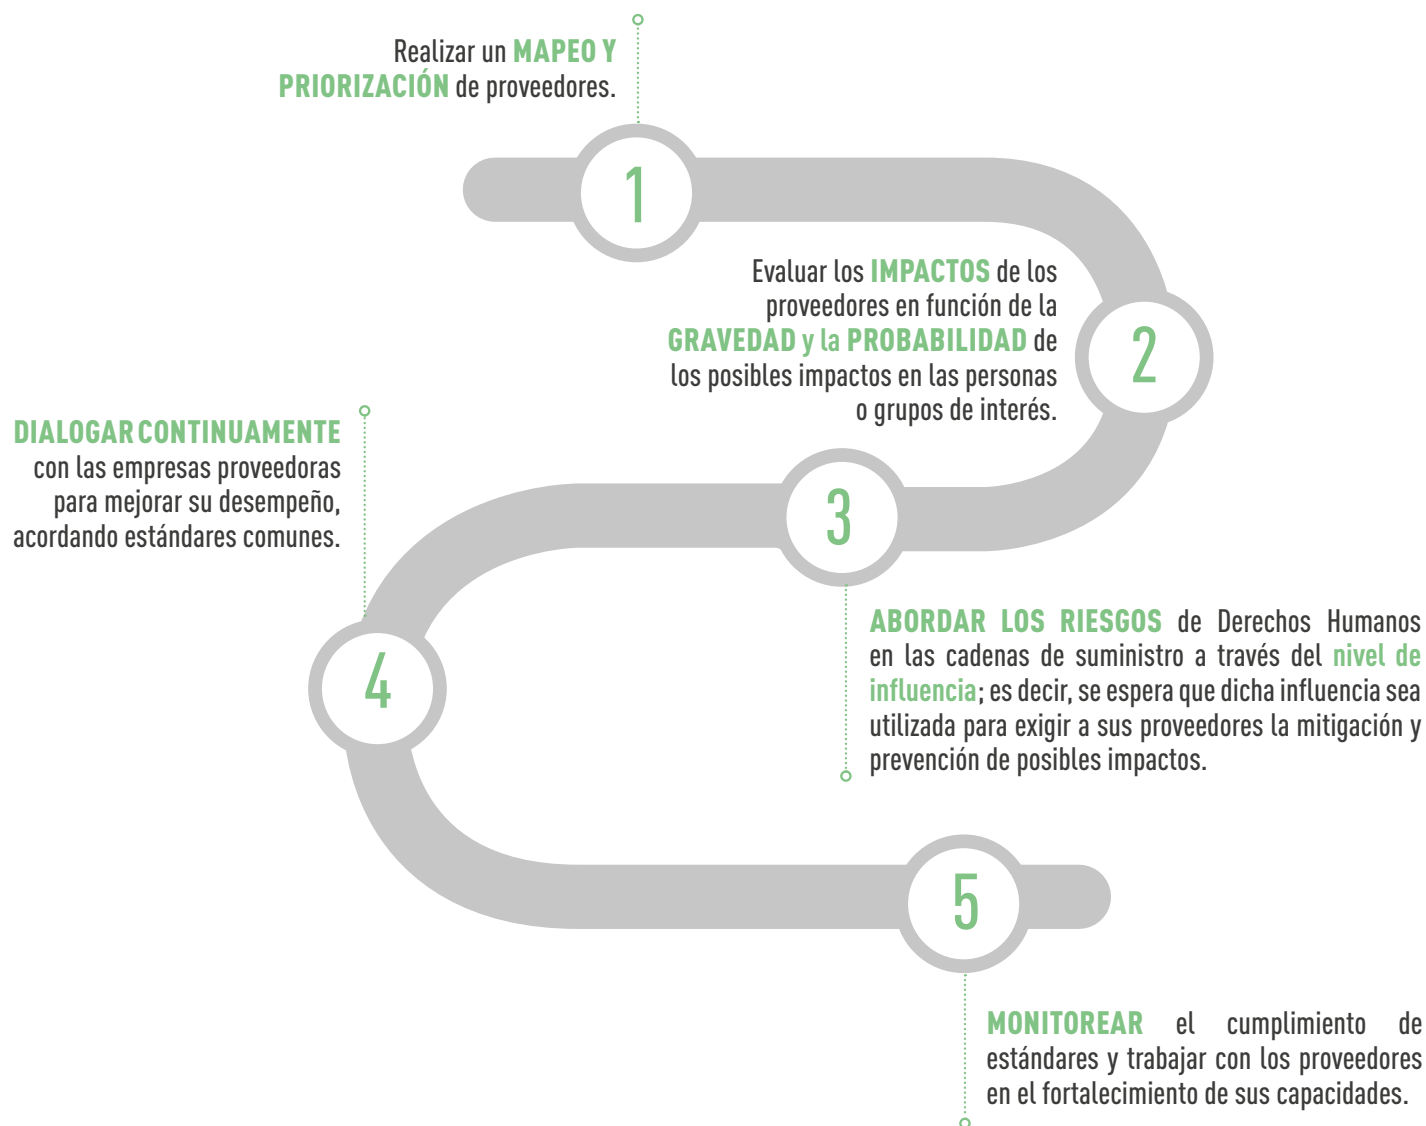 Realizar un MAPEO Y
PRIORIZACIÓN de proveedores.
1
Evaluar los IMPACTOS de los
proveedores en función de la
GRAVEDAD y la PROBABILIDAD de
los posibles impactos en las personas
o grupos de interés.
2
3
ABORDAR LOS RIESGOS de Derechos Humanos
en las cadenas de suministro a través del nivel de
influencia; es decir, se espera que dicha influencia sea
utilizada para exigir a sus proveedores la mitigación y
prevención de posibles impactos.
DIALOGAR CONTINUAMENTE
con las empresas proveedoras
para mejorar su desempeño,
acordando estándares comunes.
4
5
MONITOREAR el cumplimiento de
estándares y trabajar con los proveedores
en el fortalecimiento de sus capacidades.